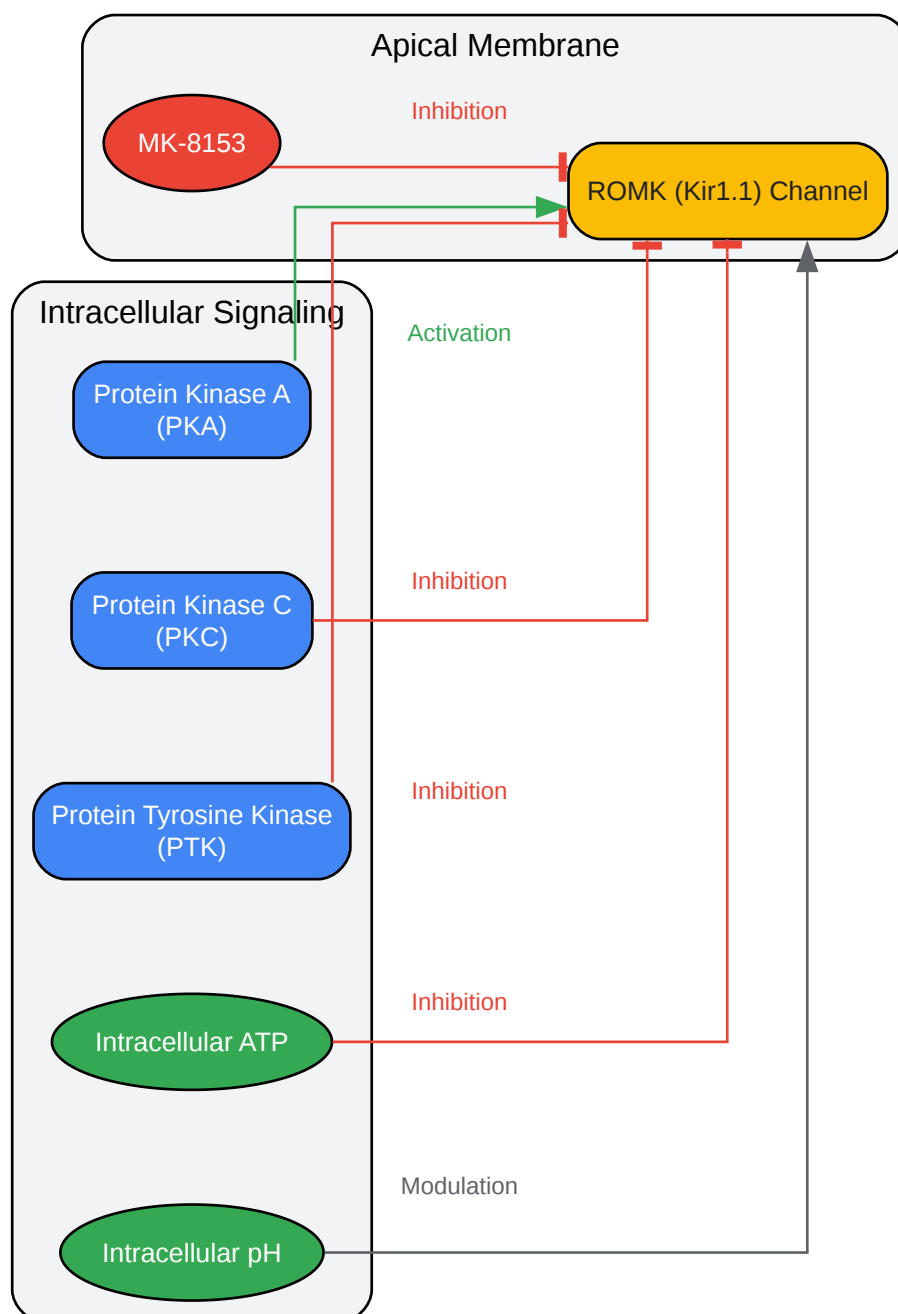 Apical Membrane
Inhibition
MK-8153
ROMK (Kir1.1) Channel
Intracellular Signaling
Activation
Protein Kinase A
(PKA)
Inhibition
Protein Kinase C
(PKC)
Inhibition
Protein Tyrosine Kinase
(PTK)
Inhibition
Intracellular ATP
Modulation
Intracellular pH